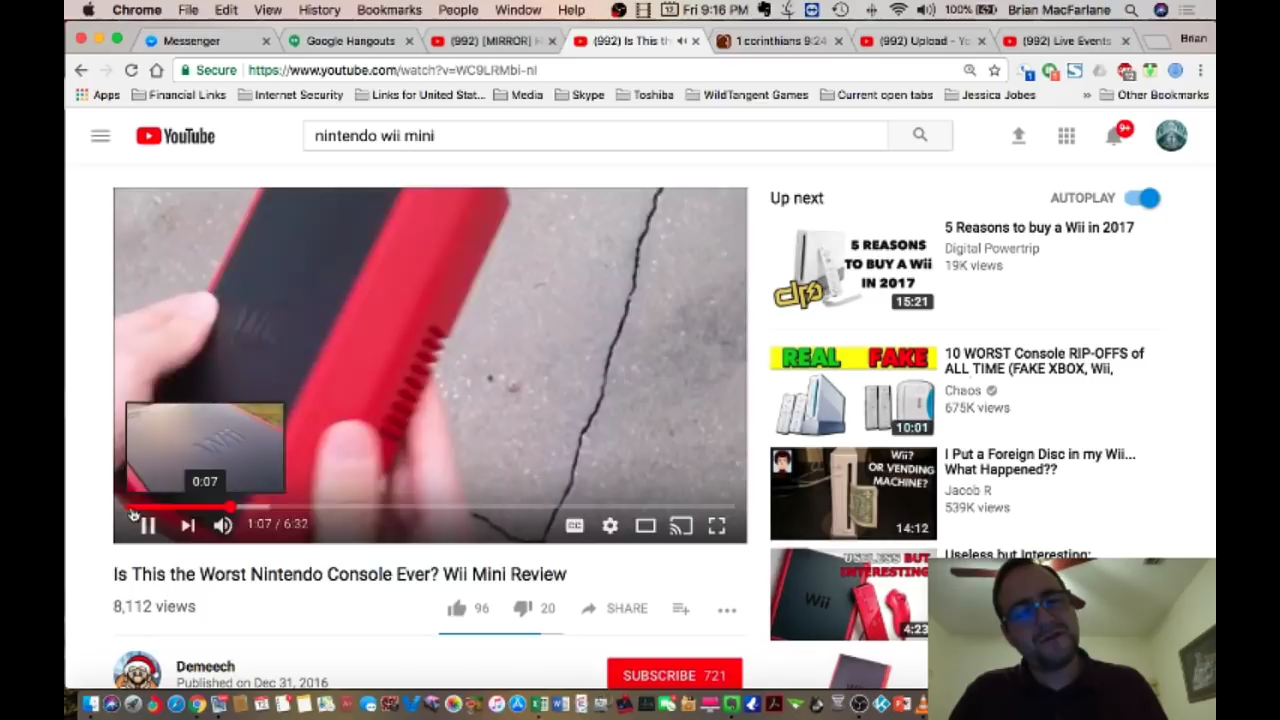 Chrome File Edit View History Bookmarks People Window Help Fri 9:16 PM 100% Brian MacFarlane
Messenger Google Hangouts (992) [MIRROR] (992) Is This th 1 corinthians 9:24 (992) Upload - Yo (992) Live Events Brian
Secure https://www.youtube.com/watch?v=WC9LRMbi-nI
Apps Financial Links Internet Security Links for United Stat... Media Skype Toshiba WildTangent Games Current open tabs Jessica Jobes » Other Bookmarks
YouTube nintendo wii mini 9+
Up next AUTOPLAY
5 Reasons to buy a Wii in 2017
Digital Powertrip
19K views
5 REASONS
TO BUY A Wii
IN 2017
dp
15:21
REAL FAKE
10 WORST Console RIP-OFFS of
ALL TIME (FAKE XBOX, Wii,
Chaos
675K views
10:01
I Put a Foreign Disc in my Wii...
What Happened??
Jacob R
539K views
Wii?
OR VENDING
MACHINE?
14:12
Useless but Interesting:
USELESS BUT
INTERESTING
Wii
4:23
Wii
Wii
0:07
1:07 / 6:32
CC
Is This the Worst Nintendo Console Ever? Wii Mini Review
8,112 views 96 20 SHARE
Demeech
Published on Dec 31, 2016
SUBSCRIBE 721